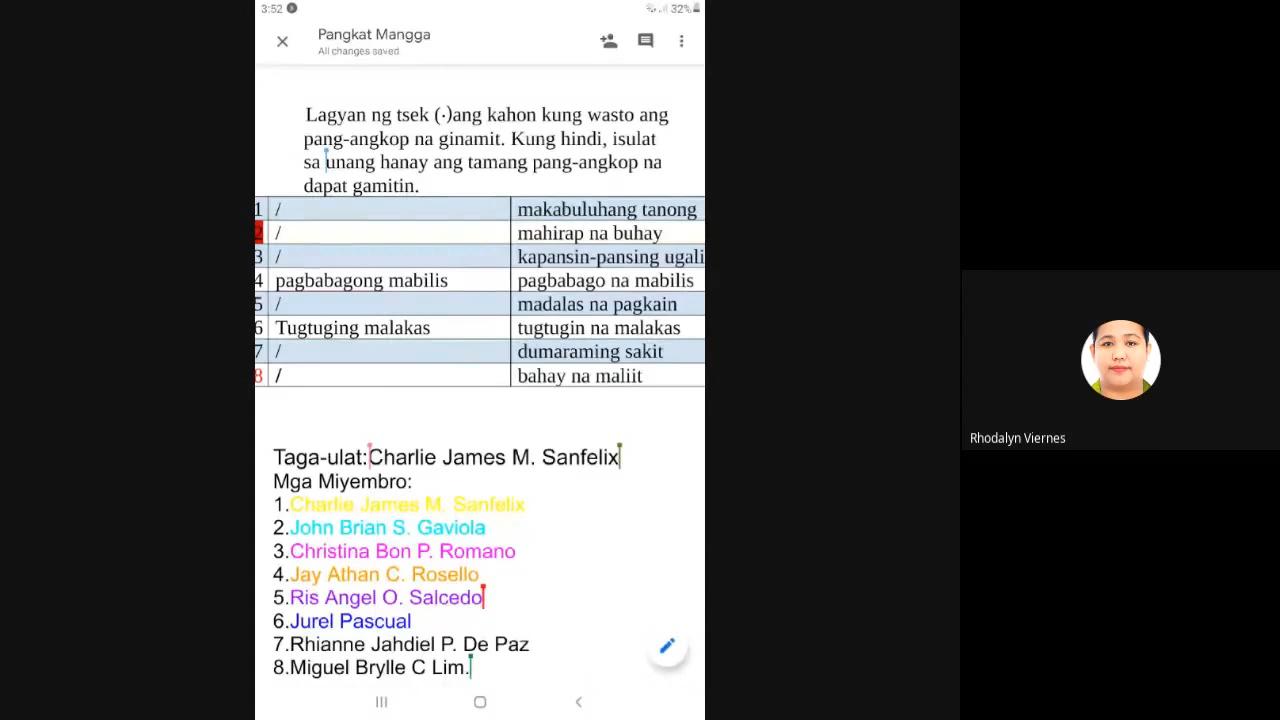 3:52
32%
Pangkat Mangga
All changes saved
Lagyan ng tsek (·)ang kahon kung wasto ang
pang-angkop na ginamit. Kung hindi, isulat
sa unang hanay ang tamang pang-angkop na
dapat gamitin.
1 / makabuluhang tanong
2 / mahirap na buhay
3 / kapansin-pansing ugali
4 pagbabagong mabilis pagbabago na mabilis
5 / madalas na pagkain
6 Tugtuging malakas tugtugin na malakas
7 / dumaraming sakit
8 / bahay na maliit
Taga-ulat:Charlie James M. Sanfelix
Mga Miyembro:
1.Charlie James M. Sanfelix
2.John Brian S. Gaviola
3.Christina Bon P. Romano
4.Jay Athan C. Rosello
5.Ris Angel O. Salcedo
6.Jurel Pascual
7.Rhianne Jahdiel P. De Paz
8.Miguel Brylle C Lim.
Rhodalyn Viernes